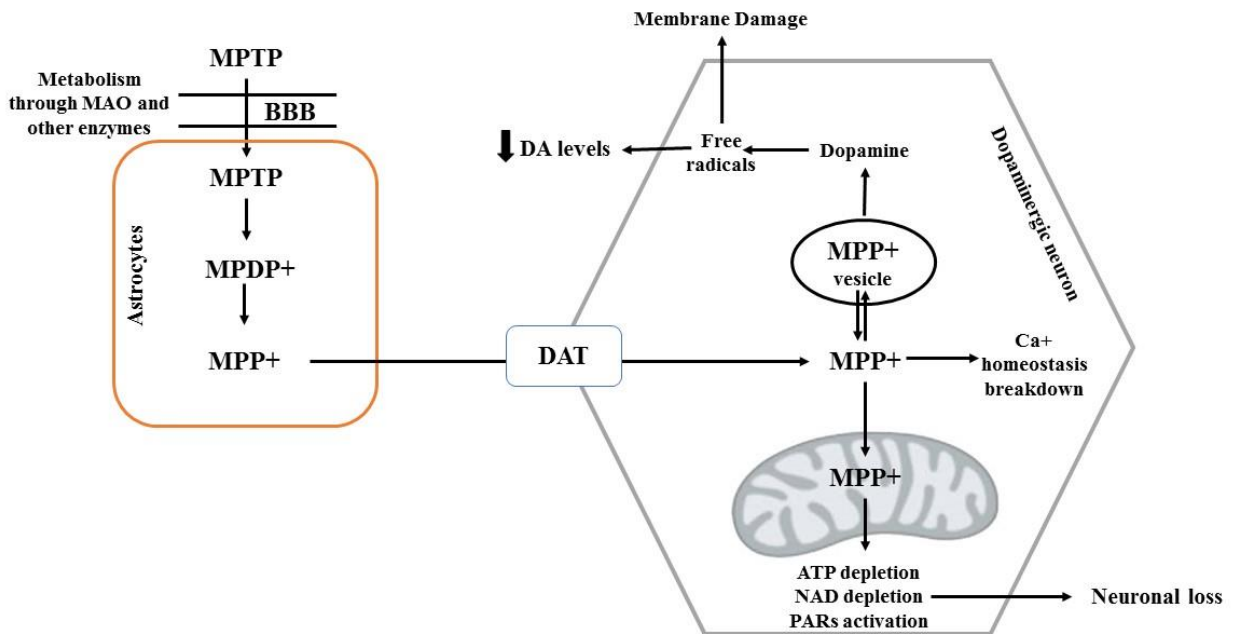 Membrane Damage
MPTP
Metabolism
through MAO and
other enzymes
BBB
MPTP
MPDP+
MPP+
Astrocytes
DAT
DA levels
Free
radicals
Dopamine
Dopaminergic neuron
MPP+
vesicle
MPP+
Ca+
homeostasis
breakdown
MPP+
ATP depletion
NAD depletion
PARs activation
Neuronal loss